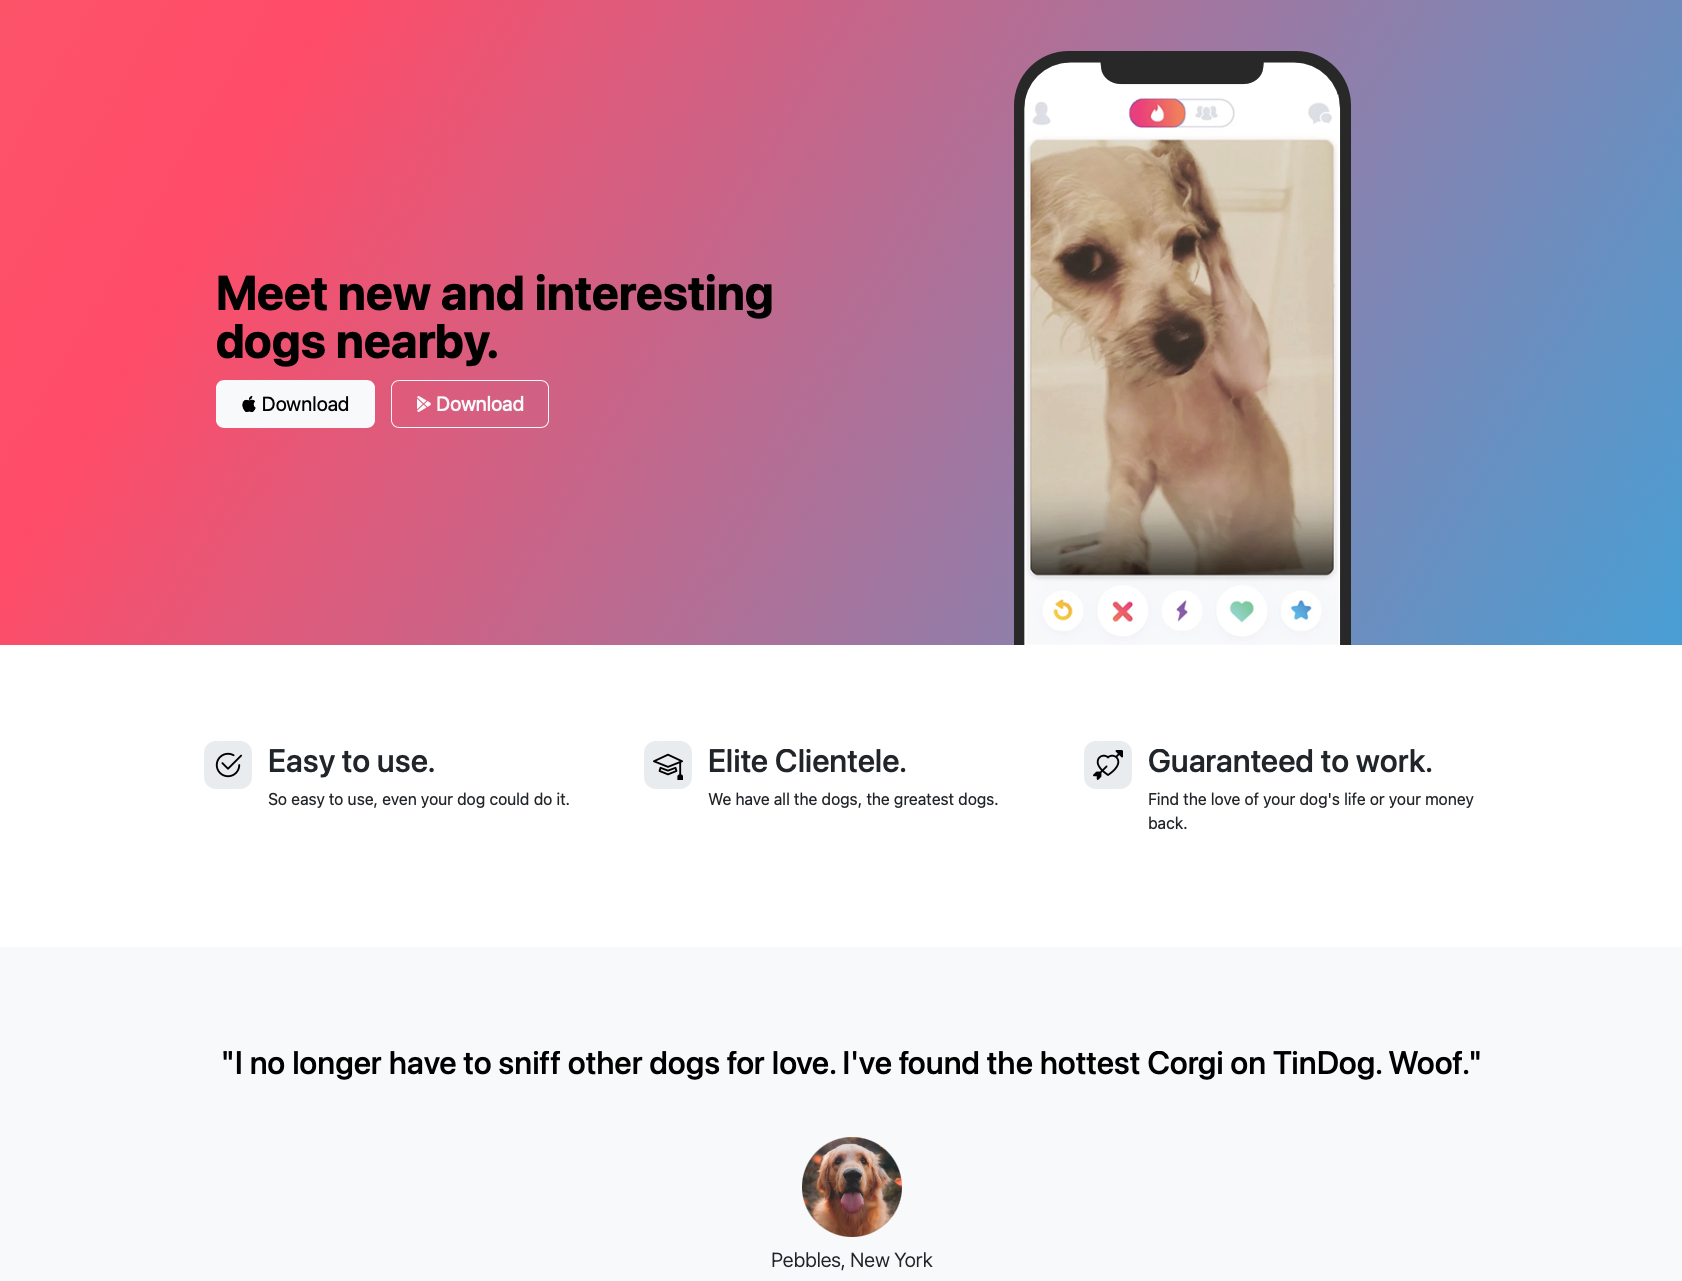 Meet new and interesting
dogs nearby.
Download
Download
Easy to use.
So easy to use, even your dog could do it.
Elite Clientele.
We have all the dogs, the greatest dogs.
Guaranteed to work.
Find the love of your dog's life or your money
back.
"I no longer have to sniff other dogs for love. I've found the hottest Corgi on TinDog. Woof."
Pebbles, New York